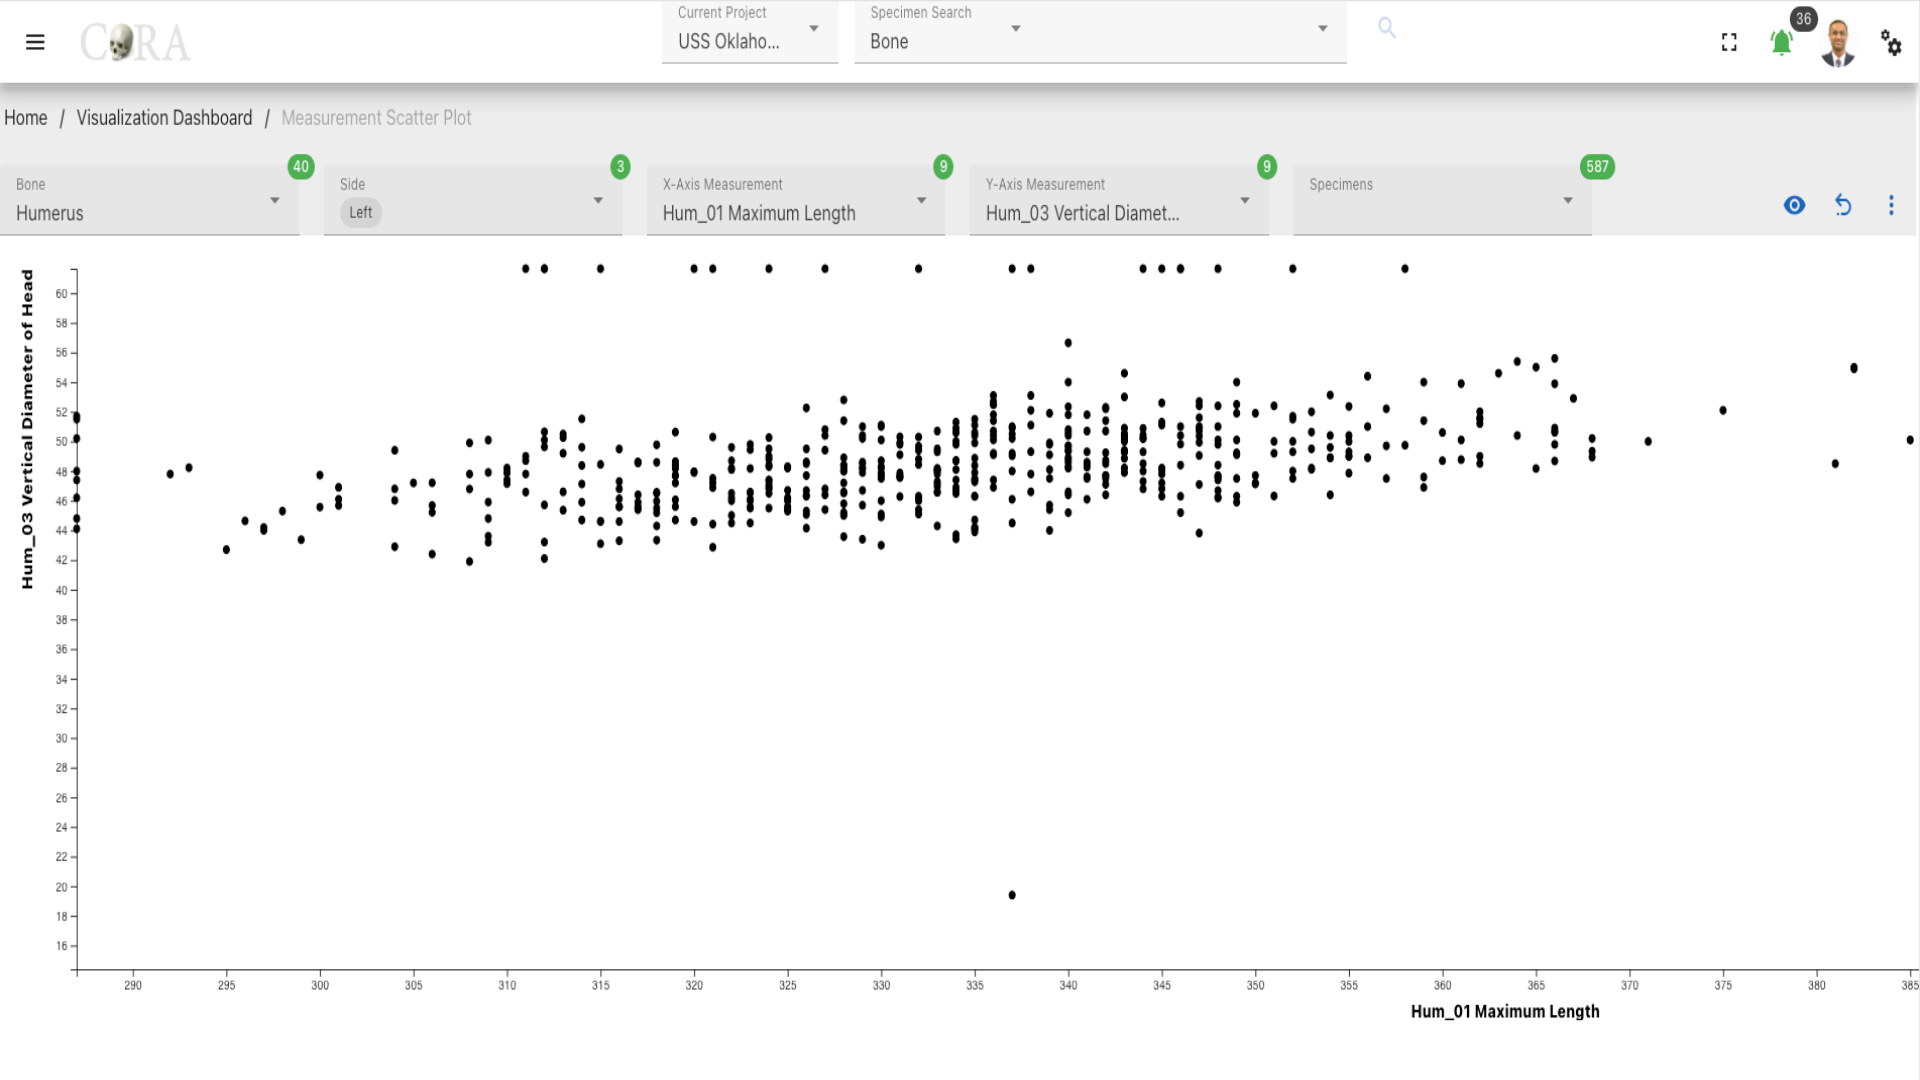 CORA
Current Project
USS Oklaho...
Specimen Search
Bone
36
Home / Visualization Dashboard / Measurement Scatter Plot
Bone
Humerus
40
Side
Left
3
X-Axis Measurement
Hum_01 Maximum Length
9
Y-Axis Measurement
Hum_03 Vertical Diamet...
9
Specimens
587
Hum_03 Vertical Diameter of Head
60
58
56
54
52
50
48
46
44
42
40
38
36
34
32
30
28
26
24
22
20
18
16
290 295 300 305 310 315 320 325 330 335 340 345 350 355 360 365 370 375 380 385
Hum_01 Maximum Length